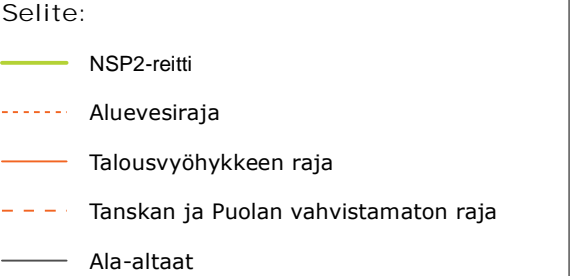 Selite:
NSP2-reitti
Aluevesiraja
Talousvyöhykkeen raja
Tanskan ja Puolan vahvistamaton raja
Ala-altaat